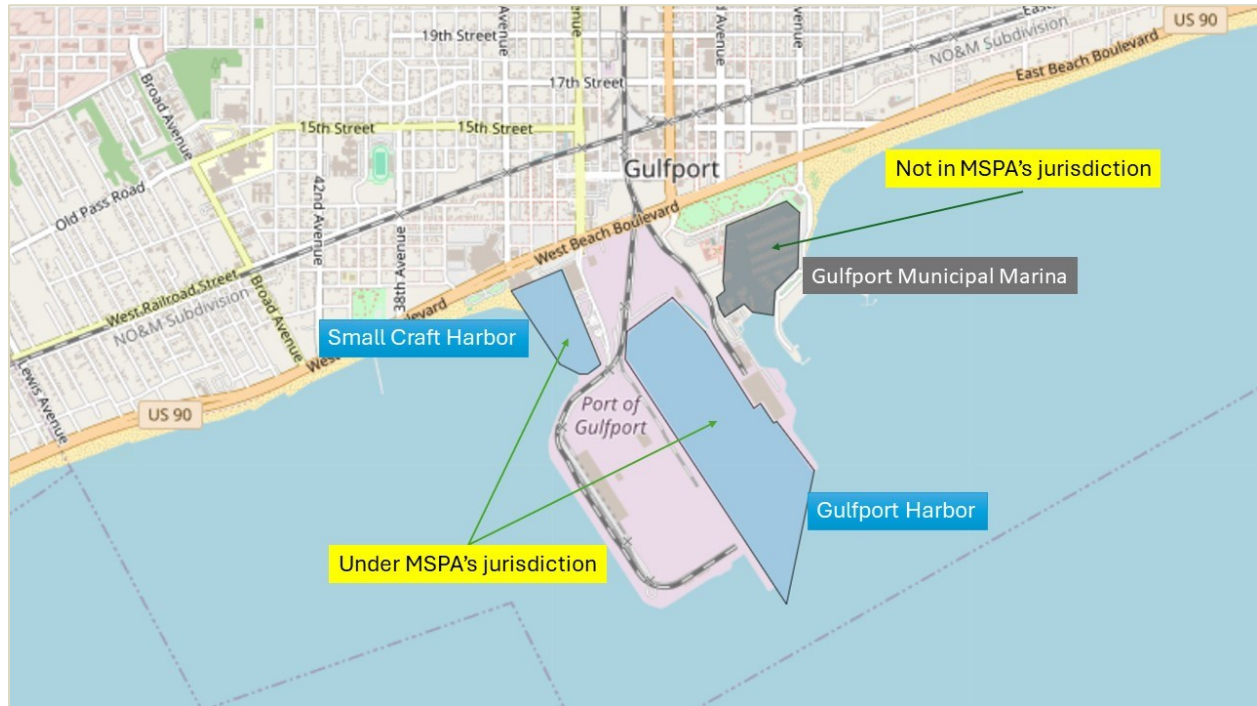 US 90
19th Street
Avenue
d Avenue
East
NO&M Subdivision
East Beach Boulevard
Broad Avenue
17th Street
15th Street
15th Street
Gulfport
Not in MSPA's jurisdiction
Old Pass Road
42nd Avenue
38th Avenue
West Beach Boulevard
Gulfport Municipal Marina
West Railroad Street
NO&M Subdivision
Broad Avenue
Small Craft Harbor
Lewis Avenue
US 90
Port of
Gulfport
Gulfport Harbor
Under MSPA's jurisdiction